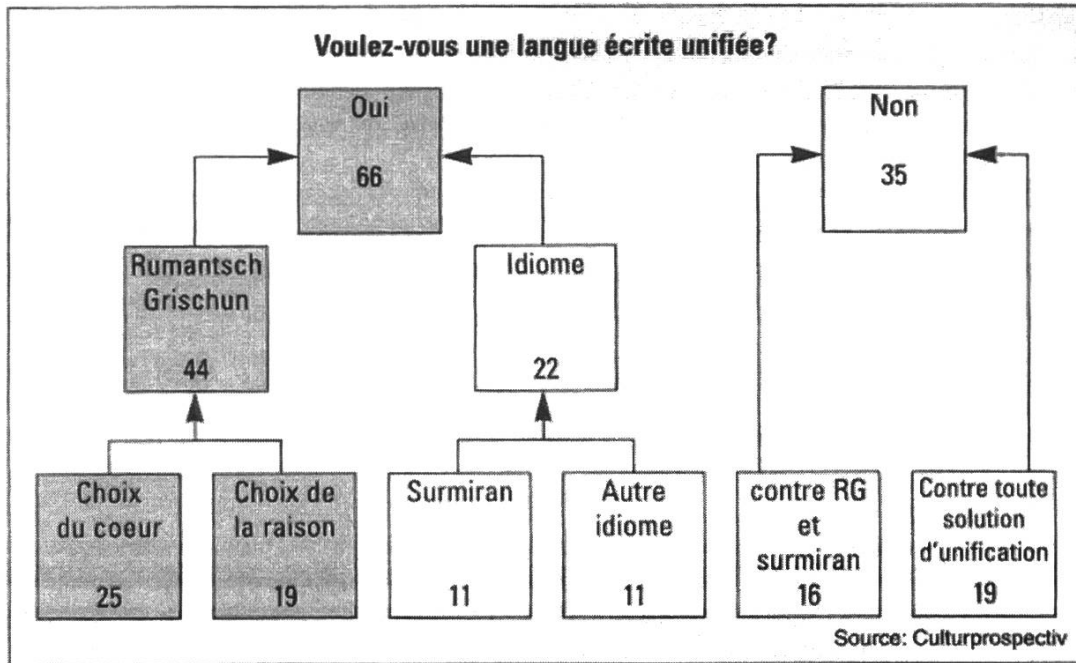 Voulez-vous une langue écrite unifiée?
Oui
66
Non
35
Rumantsch
Grischun
44
Idiome
22
Choix
du coeur
25
Choix de
la raison
19
Surmiran
11
Autre
idiome
11
contre RG
et
surmiran
16
Contre toute
solution
d'unification
19
Source: Culturprospectiv